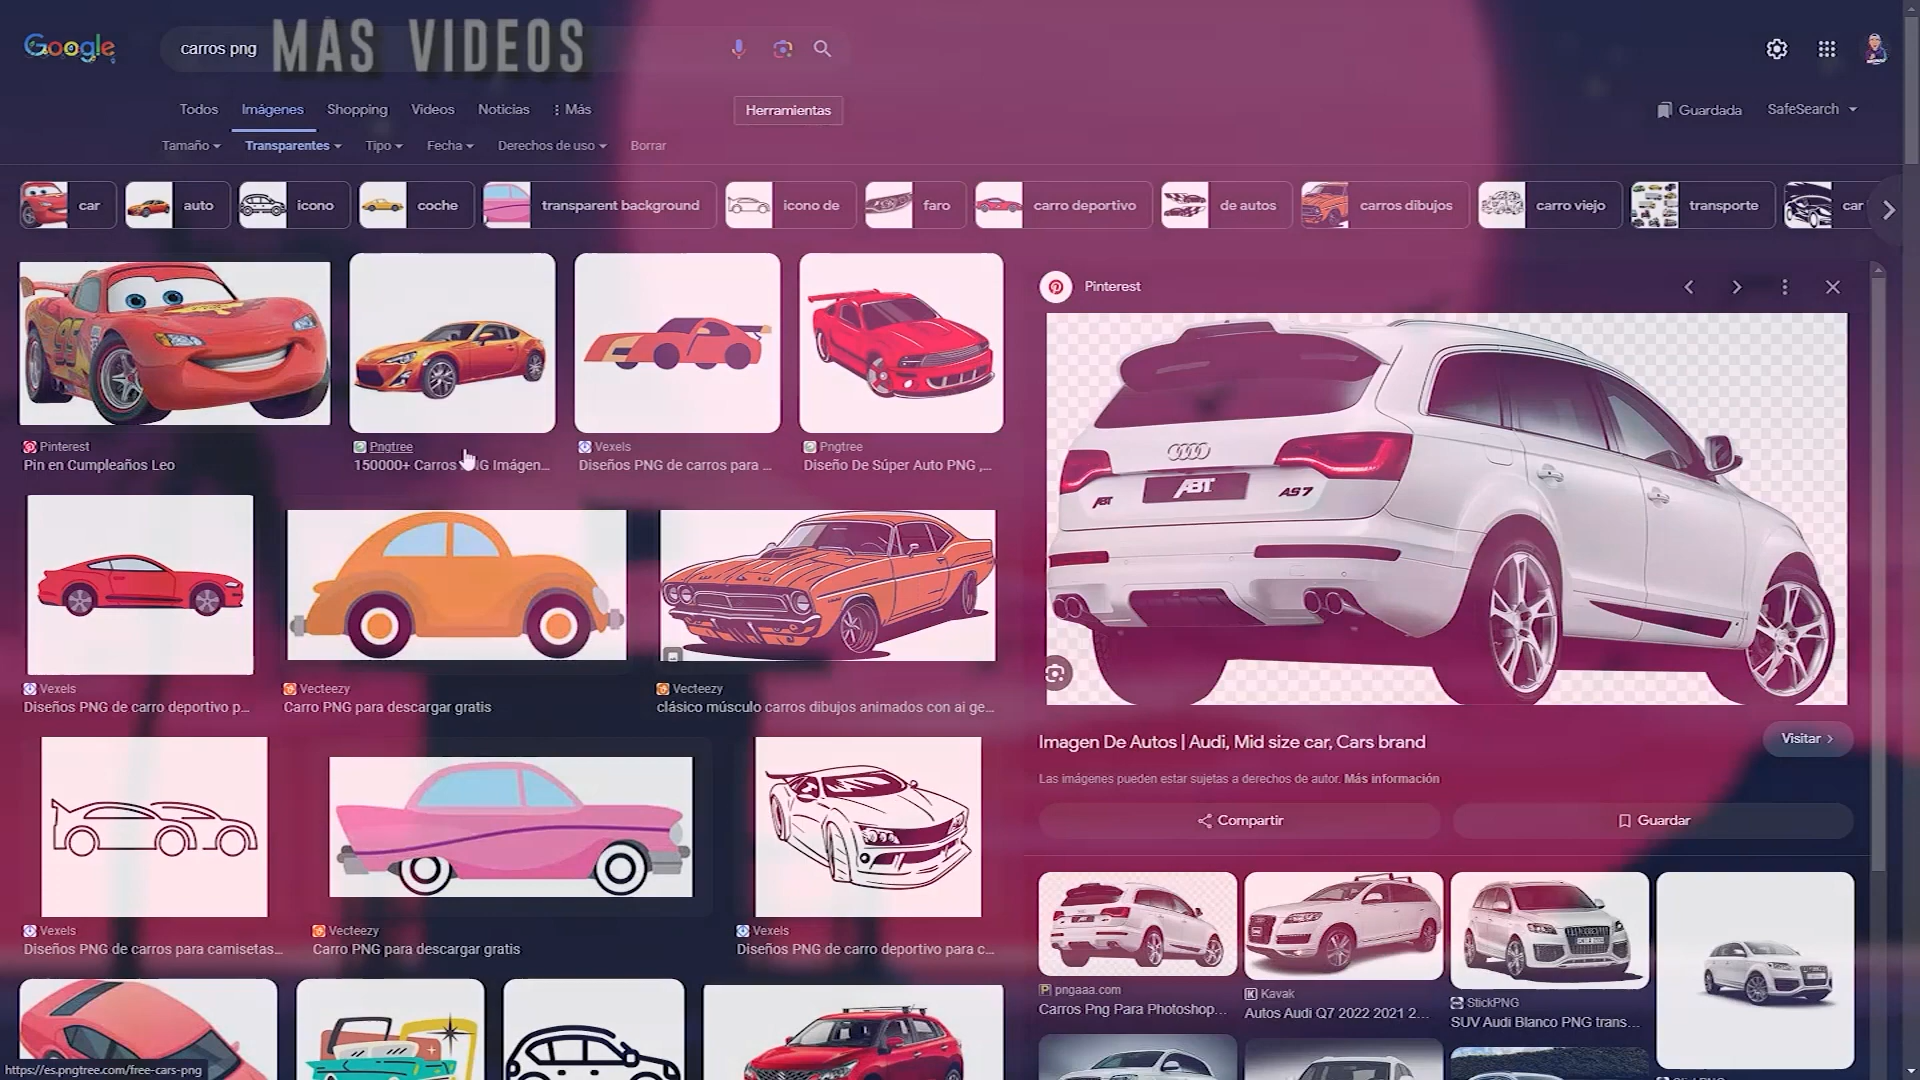 Google
carros png
MÁS VIDEOS
Todos
Imágenes
Shopping
Videos
Noticias
Más
Herramientas
Guardada
SafeSearch
Tamaño
Transparentes
Tipo
Fecha
Derechos de uso
Borrar
car
auto
icono
coche
transparent background
icono de
faro
carro deportivo
de autos
carros dibujos
carro viejo
transporte
car
Pinterest
Pin en Cumpleaños Leo
Pngtree
150000+ Carros NG Imágen...
Vexels
Diseños PNG de carros para ...
Pngtree
Diseño De Súper Auto PNG ,...
Vexels
Diseños PNG de carro deportivo p...
Vecteezy
Carro PNG para descargar gratis
Vecteezy
clásico músculo carros dibujos animados con ai ge...
Vexels
Diseños PNG de carros para camisetas...
Vecteezy
Carro PNG para descargar gratis
Vexels
Diseños PNG de carro deportivo para c...
Pinterest
95
ABT
ABT
AS7
Imagen De Autos | Audi, Mid size car, Cars brand
Visitar
Las imágenes pueden estar sujetas a derechos de autor. Más información
Compartir
Guardar
pngaaa.com
Carros Png Para Photoshop...
Kavak
Autos Audi Q7 2022 2021 2...
StickPNG
SUV Audi Blanco PNG trans...
https://es.pngtree.com/free-cars-png